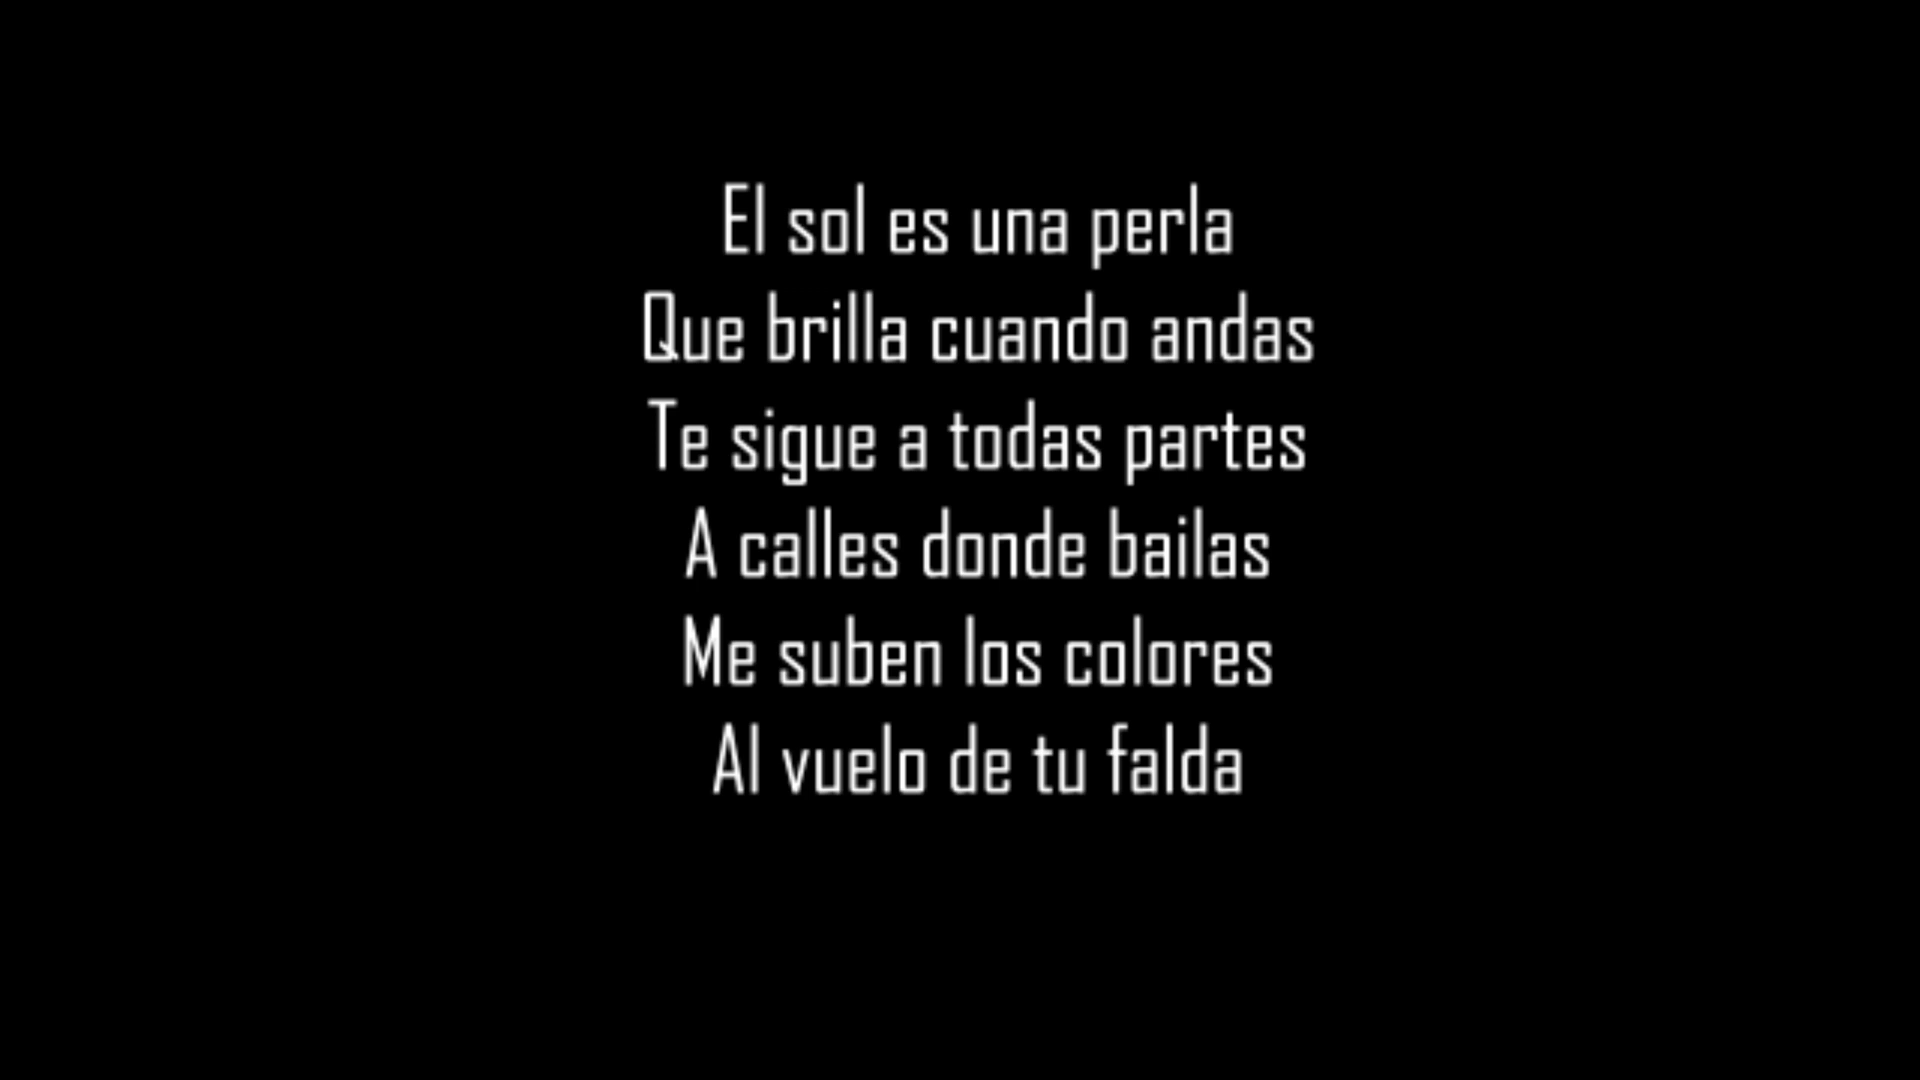 El sol es una perla
Que brilla cuando andas
Te sigue a todas partes
A calles donde bailas
Me suben los colores
Al vuelo de tu falda